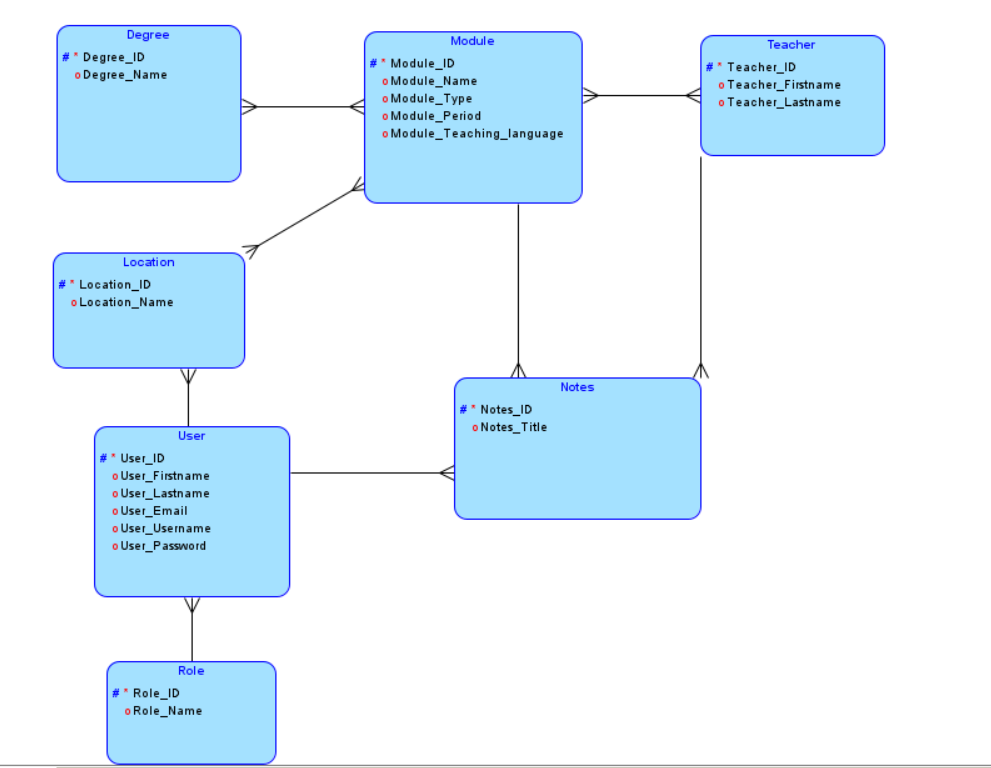 Degree
# * Degree_ID
o Degree_Name
Module
# * Module_ID
o Module_Name
o Module_Type
o Module_Period
o Module_Teaching_language
Teacher
# * Teacher_ID
o Teacher_Firstname
o Teacher_Lastname
Location
# * Location_ID
o Location_Name
Notes
# * Notes_ID
o Notes_Title
User
# * User_ID
o User_Firstname
o User_Lastname
o User_Email
o User_Username
o User_Password
Role
# * Role_ID
o Role_Name